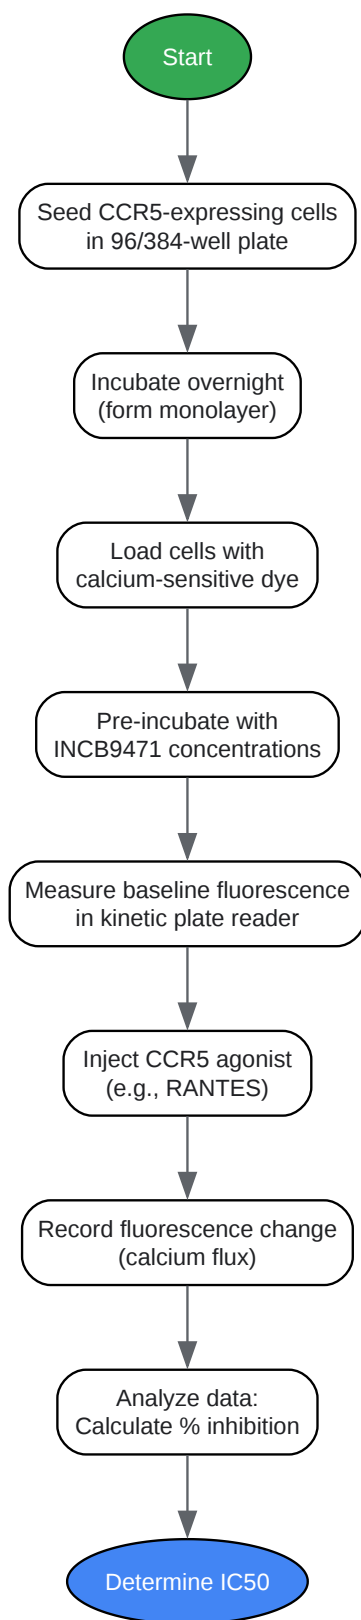 Start
Seed CCR5-expressing cells
in 96/384-well plate
Incubate overnight
(form monolayer)
Load cells with
calcium-sensitive dye
Pre-incubate with
INCB9471 concentrations
Measure baseline fluorescence
in kinetic plate reader
Inject CCR5 agonist
(e.g., RANTES)
Record fluorescence change
(calcium flux)
Analyze data:
Calculate % inhibition
Determine IC50